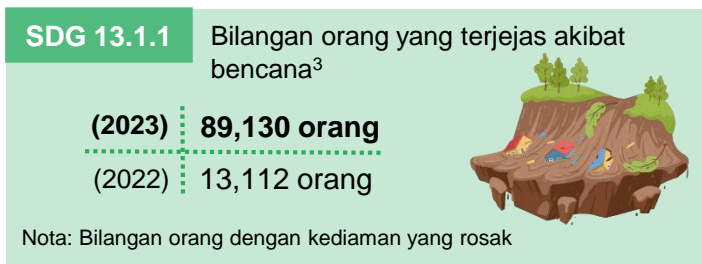 SDG 13.1.1
Bilangan orang yang terjejas akibat
bencana³
(2023) 89,130 orang
(2022) 13,112 orang
Nota: Bilangan orang dengan kediaman yang rosak